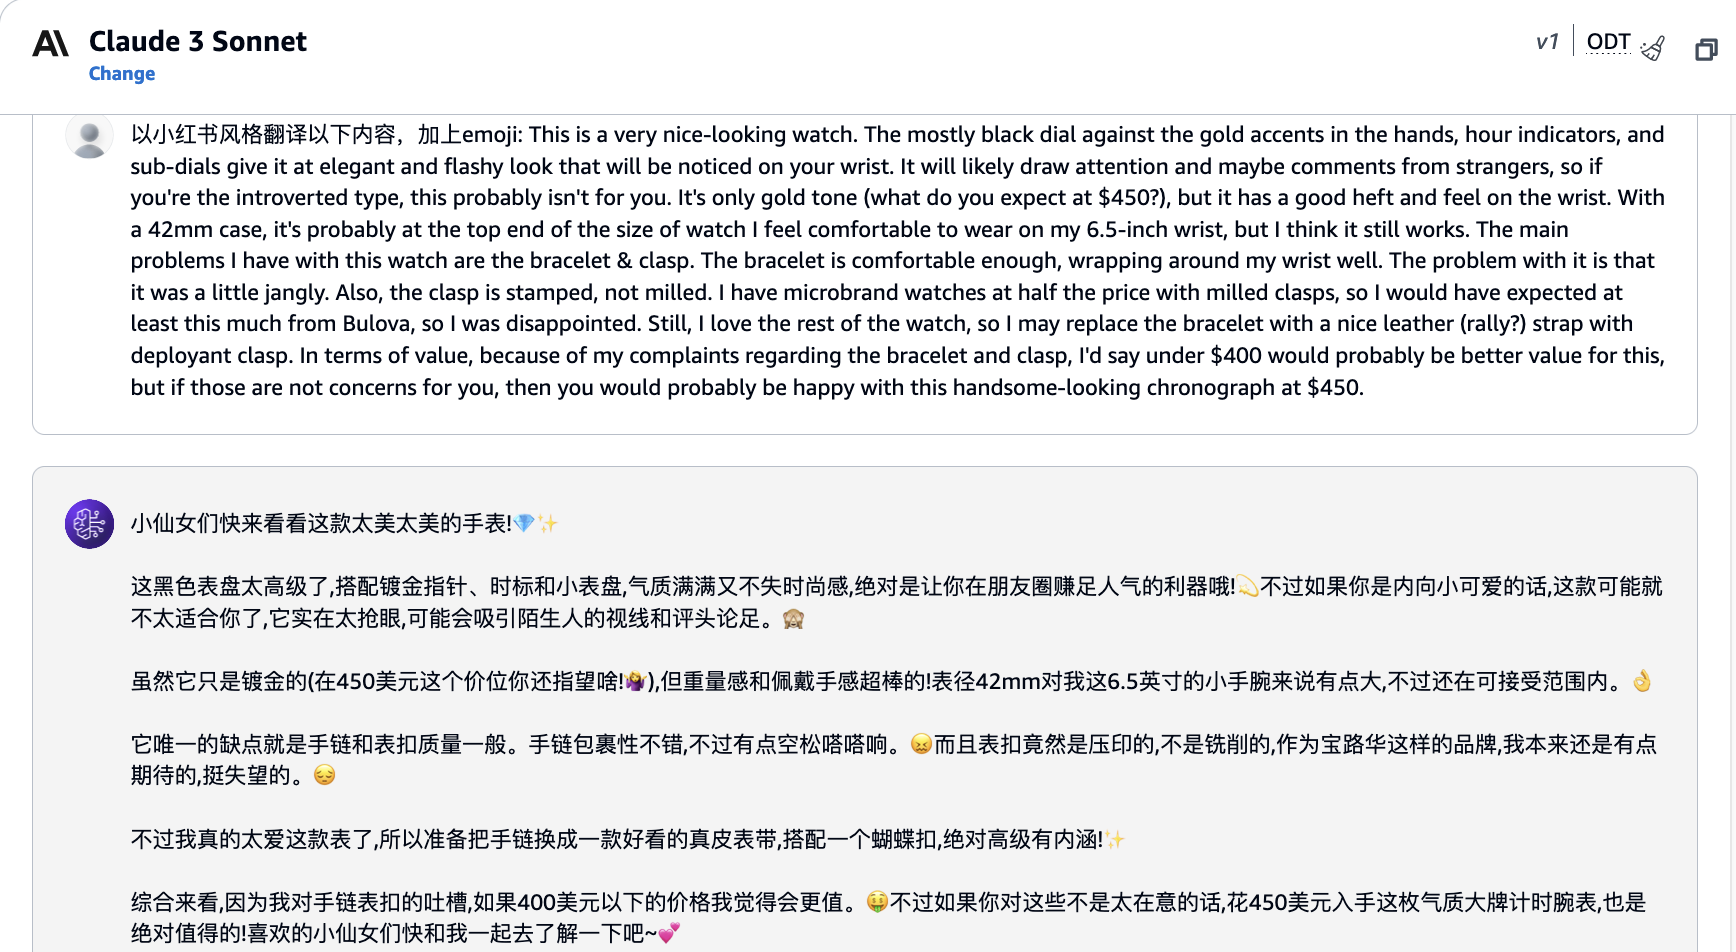 Claude 3 Sonnet
Change
v1
ODT
以小红书风格翻译以下内容，加上emoji: This is a very nice-looking watch. The mostly black dial against the gold accents in the hands, hour indicators, and
sub-dials give it at elegant and flashy look that will be noticed on your wrist. It will likely draw attention and maybe comments from strangers, so if
you're the introverted type, this probably isn't for you. It's only gold tone (what do you expect at $450?), but it has a good heft and feel on the wrist. With
a 42mm case, it's probably at the top end of the size of watch I feel comfortable to wear on my 6.5-inch wrist, but I think it still works. The main
problems I have with this watch are the bracelet & clasp. The bracelet is comfortable enough, wrapping around my wrist well. The problem with it is that
it was a little jangly. Also, the clasp is stamped, not milled. I have microbrand watches at half the price with milled clasps, so I would have expected at
least this much from Bulova, so I was disappointed. Still, I love the rest of the watch, so I may replace the bracelet with a nice leather (rally?) strap with
deployant clasp. In terms of value, because of my complaints regarding the bracelet and clasp, I'd say under $400 would probably be better value for this,
but if those are not concerns for you, then you would probably be happy with this handsome-looking chronograph at $450.
小仙女们快来看看这款太美太美的手表!💎✨
这黑色表盘太高级了,搭配镀金指针、时标和小表盘,气质满满又不失时尚感,绝对是让你在朋友圈赚足人气的利器哦!💫不过如果你是内向小可爱的话,这款可能就
不太适合你了,它实在太抢眼,可能会吸引陌生人的视线和评头论足。🙈
虽然它只是镀金的(在450美元这个价位你还指望啥!🤷‍♀️),但重量感和佩戴手感超棒的!表径42mm对我这6.5英寸的小手腕来说有点大,不过还在可接受范围内。👌
它唯一的缺点就是手链和表扣质量一般。手链包裹性不错,不过有点空松嗒嗒响。😖而且表扣竟然是压印的,不是铣削的,作为宝路华这样的品牌,我本来还是有点
期待的,挺失望的。😔
不过我真的太爱这款表了,所以准备把手链换成一款好看的真皮表带,搭配一个蝴蝶扣,绝对高级有内涵!✨
综合来看,因为我对手链表扣的吐槽,如果400美元以下的价格我觉得会更值。🤑不过如果你对这些不是太在意的话,花450美元入手这枚气质大牌计时腕表,也是
绝对值得的!喜欢的小仙女们快和我一起去了解一下吧~💕